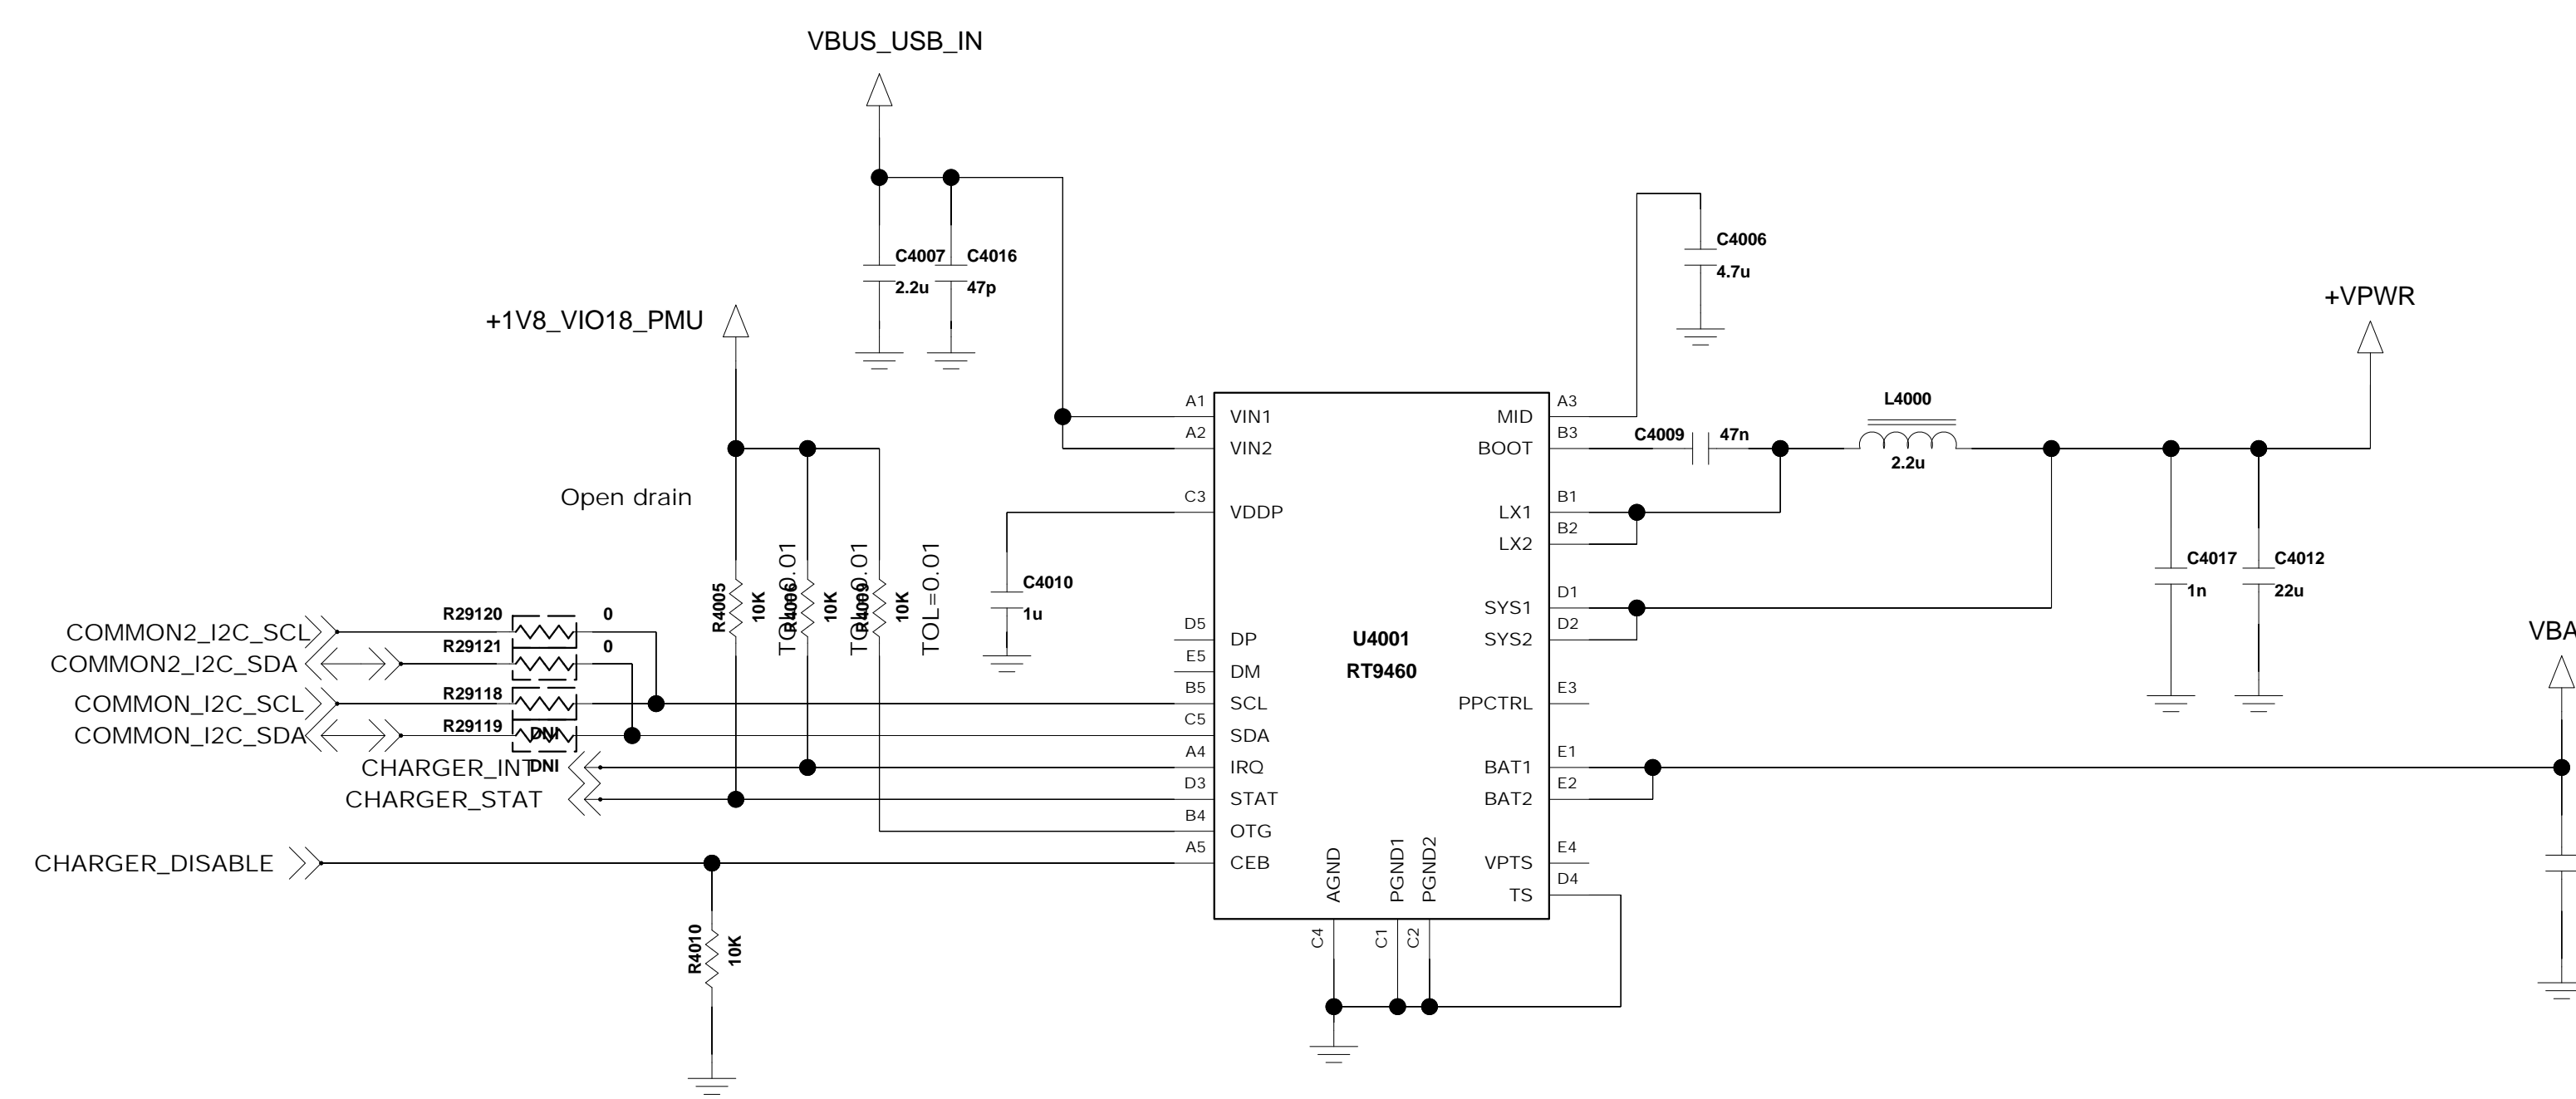 VBUS_USB_IN
C4007
2.2u
C4016
47p
C4006
4.7u
+1V8_VIO18_PMU
+VPWR
Open drain
R4005
10K
TOL=0.01
R4006
10K
TOL=0.01
R4009
10K
TOL=0.01
C4010
1u
COMMON2_I2C_SCL
R29120
0
COMMON2_I2C_SDA
R29121
0
COMMON_I2C_SCL
R29118
DNI
COMMON_I2C_SDA
R29119
DNI
CHARGER_INT
CHARGER_STAT
CHARGER_DISABLE
R4010
10K
A1
VIN1
A2
VIN2
C3
VDDP
D5
DP
E5
DM
B5
SCL
C5
SDA
A4
IRQ
D3
STAT
B4
OTG
A5
CEB
U4001
RT9460
AGND
C4
PGND1
C1
PGND2
C2
MID
A3
BOOT
B3
LX1
B1
LX2
B2
SYS1
D1
SYS2
D2
PPCTRL
E3
BAT1
E1
BAT2
E2
VPTS
E4
TS
D4
C4009
47n
L4000
2.2u
C4017
1n
C4012
22u
VBA